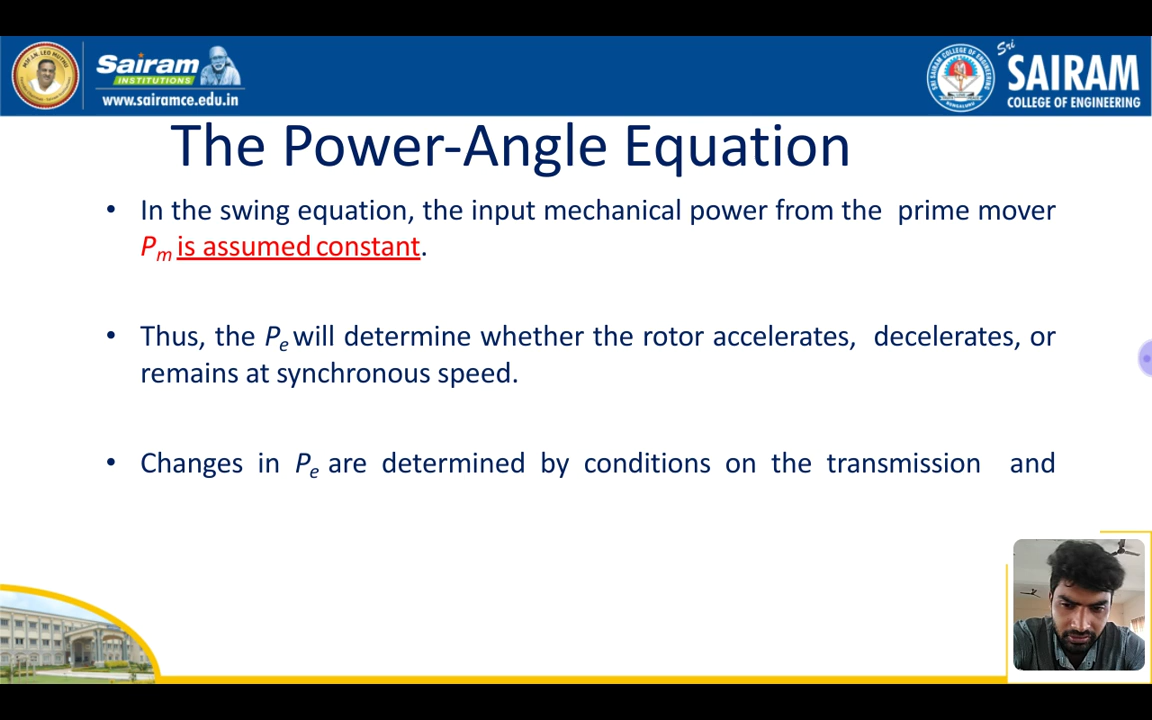 Sairam
INSTITUTIONS
www.sairamce.edu.in
Sri
SAIRAM
COLLEGE OF ENGINEERING
The Power-Angle Equation
• In the swing equation, the input mechanical power from the prime mover
Pm is assumed constant.
• Thus, the Pe will determine whether the rotor accelerates, decelerates, or
remains at synchronous speed.
• Changes in Pe are determined by conditions on the transmission and